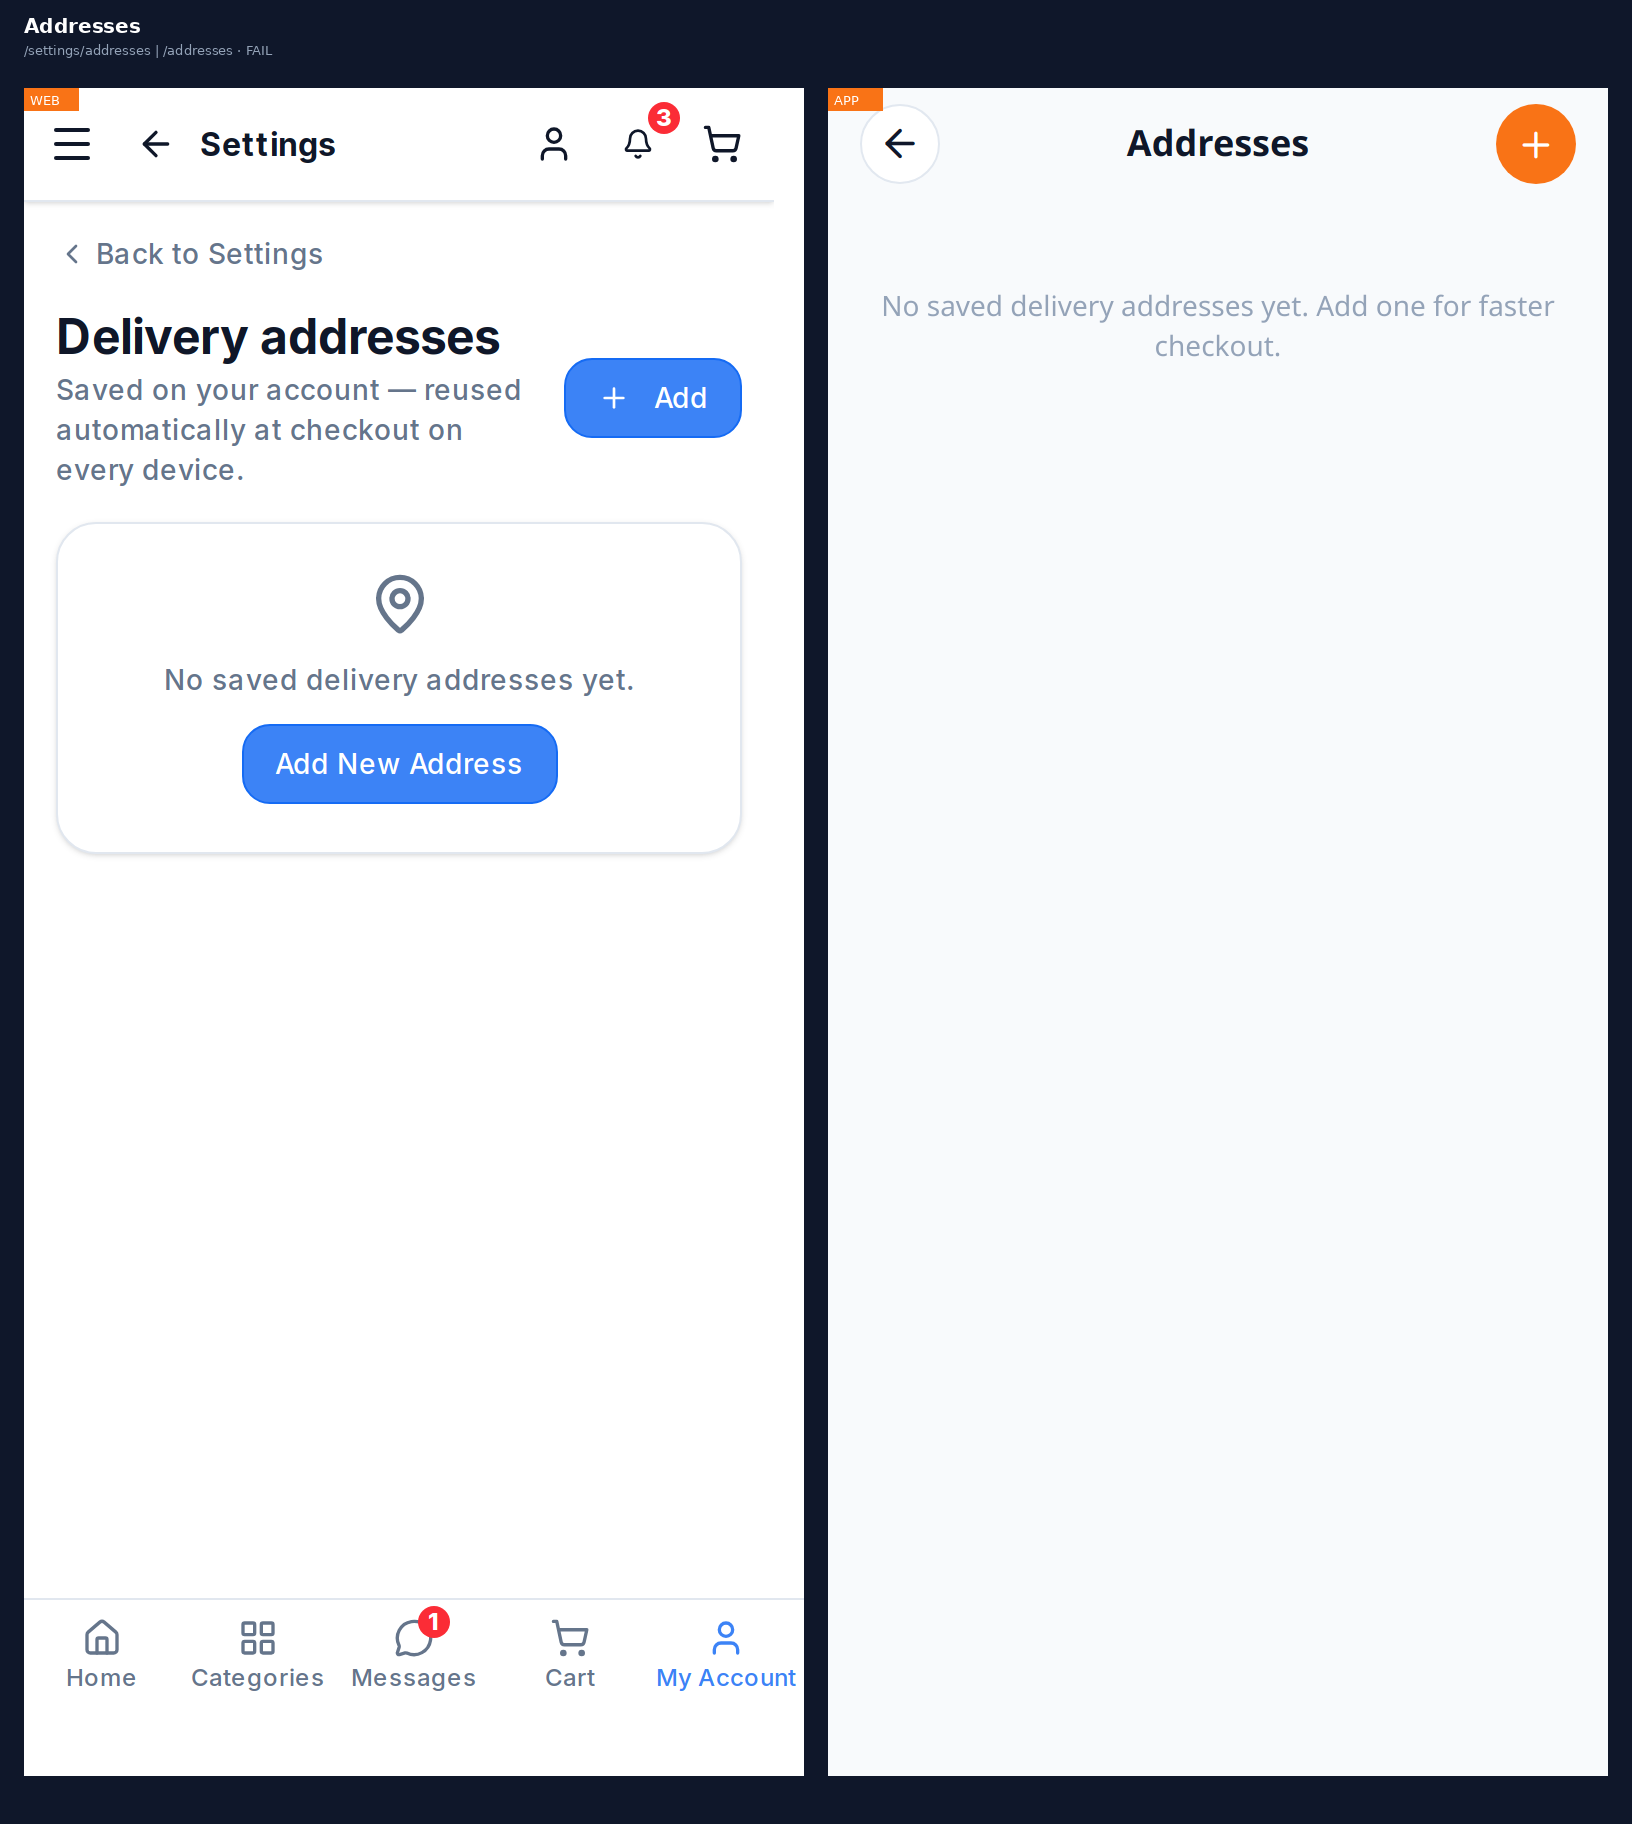 Addresses
/settings/addresses | /addresses · FAIL
WEB
Settings
3
Back to Settings
Delivery addresses
Saved on your account — reused
automatically at checkout on
every device.
Add
No saved delivery addresses yet.
Add New Address
Home
Categories
1
Messages
Cart
My Account
APP
Addresses
No saved delivery addresses yet. Add one for faster
checkout.